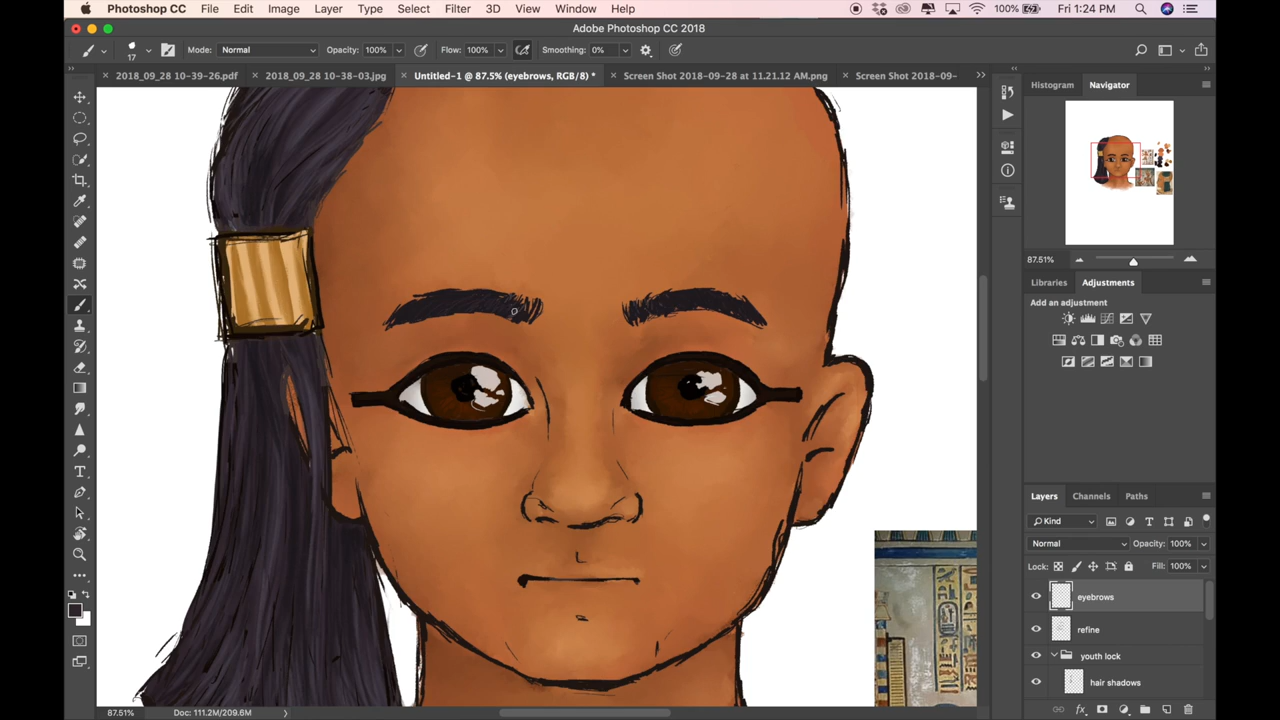 Photoshop CC File Edit Image Layer Type Select Filter 3D View Window Help 100% Fri 1:24 AM
Adobe Photoshop CC 2018
17 Mode: Normal Opacity: 100% Flow: 100% Smoothing: 0%
2018_09_28 10-39-26.pdf 2018_09_28 10-38-03.jpg Untitled-1 @ 87.5% (eyebrows, RGB/8) * Screen Shot 2018-09-28 at 11.21.12 AM.png Screen Shot 2018-09-
Histogram Navigator
87.51%
Libraries Adjustments
Add an adjustment
Layers Channels Paths
Kind
Normal Opacity: 100%
Lock: Fill: 100%
eyebrows
refine
youth lock
hair shadows
87.51% Doc: 111.2M/209.6M